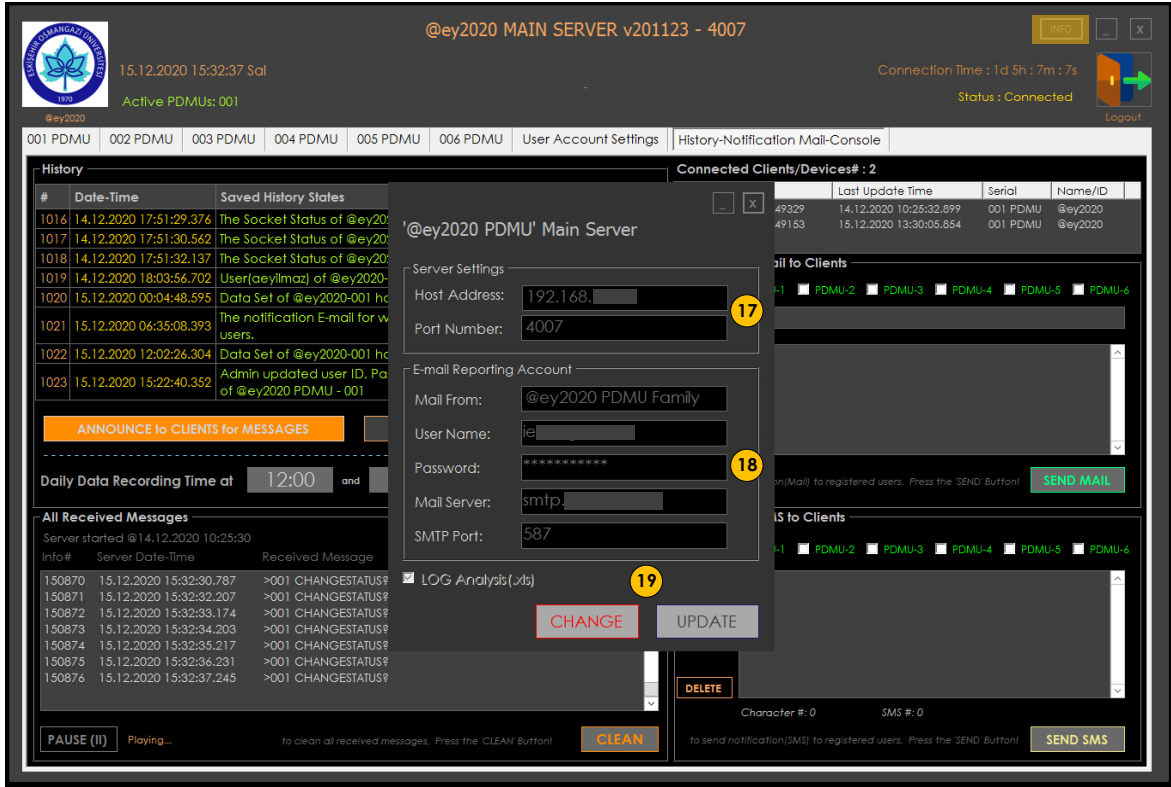 @ey2020 MAIN SERVER v201123 - 4007
INFO _ X
ESKİŞEHİR OSMANGAZİ ÜNİVERSİTESİ
1970
@ey2020
15.12.2020 15:32:37 Sal
Active PDMUs: 001
-
Connection Time : 1d 5h : 7m : 7s
Status : Connected
Logout
001 PDMU 002 PDMU 003 PDMU 004 PDMU 005 PDMU 006 PDMU User Account Settings History-Notification Mail-Console
History
# Date-Time Saved History States
1016 14.12.2020 17:51:29.376 The Socket Status of @ey20
1017 14.12.2020 17:51:30.562 The Socket Status of @ey20
1018 14.12.2020 17:51:32.137 The Socket Status of @ey20
1019 14.12.2020 18:03:56.702 User(aeyilmaz) of @ey2020-
1020 15.12.2020 00:04:48.595 Data Set of @ey2020-001 ha
1021 15.12.2020 06:35:08.393 The notification E-mail for w
users.
1022 15.12.2020 12:02:26.304 Data Set of @ey2020-001 ha
1023 15.12.2020 15:22:40.352 Admin updated user ID, Pa
of @ey2020 PDMU - 001
ANNOUNCE to CLIENTS for MESSAGES
Daily Data Recording Time at 12:00 and
All Received Messages
Server started @14.12.2020 10:25:30
Info# Server Date-Time Received Message
150870 15.12.2020 15:32:30.787 >001 CHANGESTATUS?
150871 15.12.2020 15:32:32.207 >001 CHANGESTATUS?
150872 15.12.2020 15:32:33.174 >001 CHANGESTATUS?
150873 15.12.2020 15:32:34.203 >001 CHANGESTATUS?
150874 15.12.2020 15:32:35.217 >001 CHANGESTATUS?
150875 15.12.2020 15:32:36.231 >001 CHANGESTATUS?
150876 15.12.2020 15:32:37.245 >001 CHANGESTATUS?
PAUSE (II) Playing... to clean all received messages, Press the 'CLEAN' Button! CLEAN
_ X
'@ey2020 PDMU' Main Server
Server Settings
Host Address: 192.168.
17
Port Number: 4007
E-mail Reporting Account
Mail From: @ey2020 PDMU Family
User Name: ie
Password: ***********
18
Mail Server: smtp.
SMTP Port: 587
LOG Analysis(.xls)
19
CHANGE UPDATE
Connected Clients/Devices# : 2
Last Update Time Serial Name/ID
49329 14.12.2020 10:25:32.899 001 PDMU @ey2020
49153 15.12.2020 13:30:05.854 001 PDMU @ey2020
ail to Clients
-1 PDMU-2 PDMU-3 PDMU-4 PDMU-5 PDMU-6
on(Mail) to registered users, Press the 'SEND' Button! SEND MAIL
S to Clients
-1 PDMU-2 PDMU-3 PDMU-4 PDMU-5 PDMU-6
DELETE
Character #: 0 SMS #: 0
to send notification(SMS) to registered users, Press the 'SEND' Button! SEND SMS